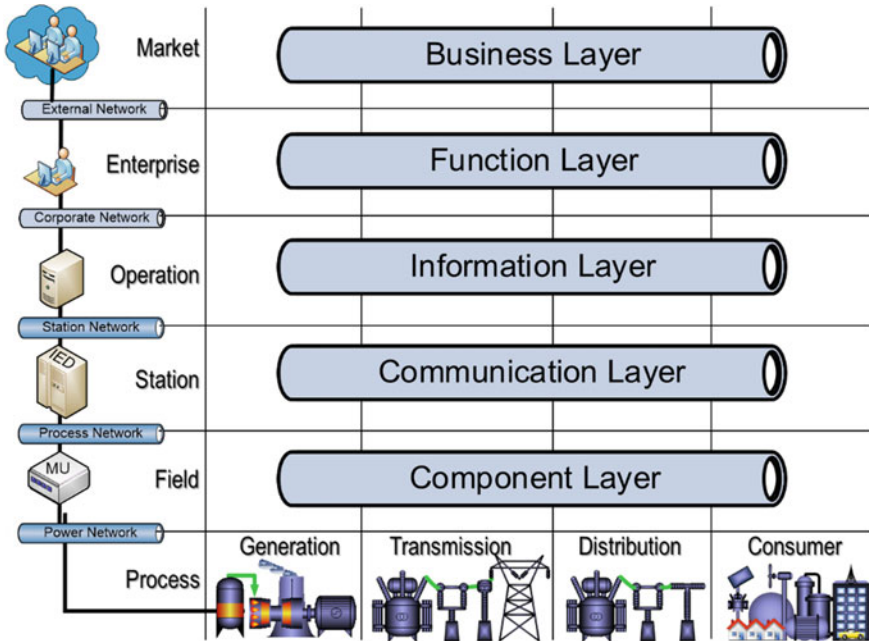 Market
Business Layer
External Network
Enterprise
Function Layer
Corporate Network
Operation
Information Layer
Station Network
IED
Station
Communication Layer
Process Network
MU
Field
Component Layer
Power Network
Generation
Transmission
Distribution
Consumer
Process